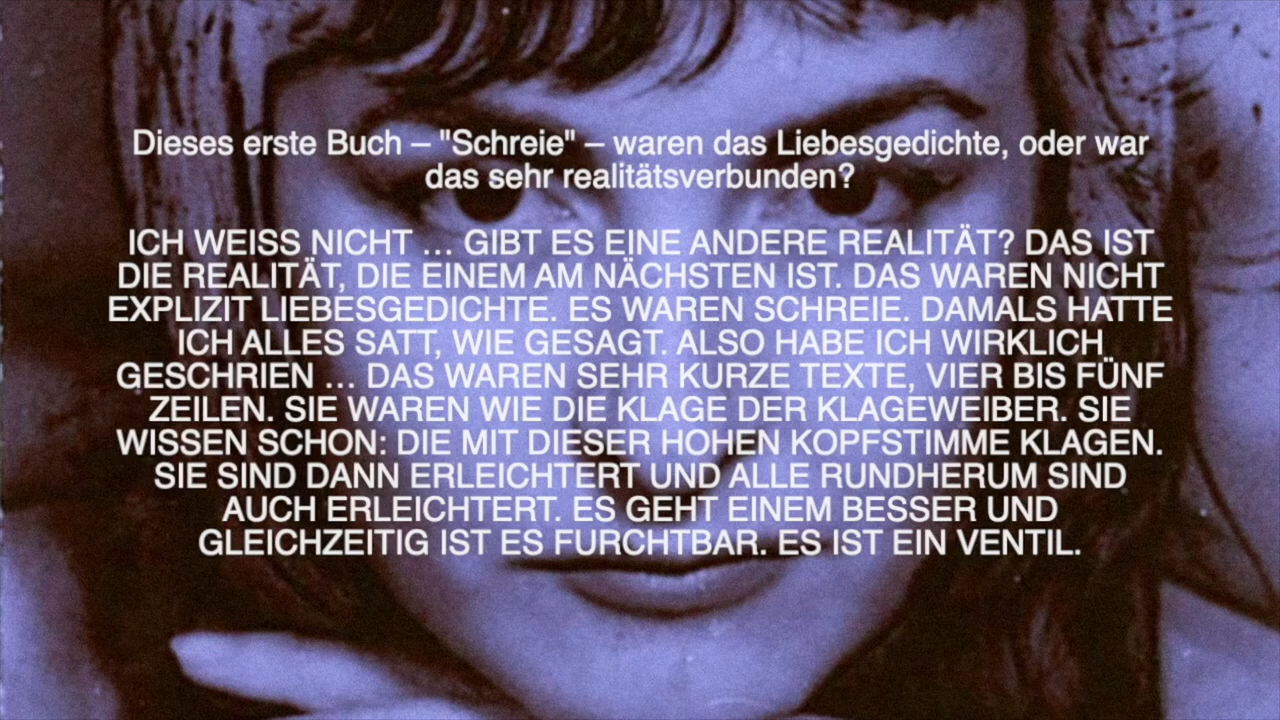 Dieses erste Buch – "Schreie" – waren das Liebesgedichte, oder war
das sehr realitätsverbunden?
ICH WEISS NICHT … GIBT ES EINE ANDERE REALITÄT? DAS IST
DIE REALITÄT, DIE EINEM AM NÄCHSTEN IST. DAS WAREN NICHT
EXPLIZIT LIEBESGEDICHTE. ES WAREN SCHREIE. DAMALS HATTE
ICH ALLES SATT, WIE GESAGT. ALSO HABE ICH WIRKLICH
GESCHRIEN … DAS WAREN SEHR KURZE TEXTE, VIER BIS FÜNF
ZEILEN. SIE WAREN WIE DIE KLAGE DER KLAGEWEIBER. SIE
WISSEN SCHON: DIE MIT DIESER HOHEN KOPFSTIMME KLAGEN.
SIE SIND DANN ERLEICHTERT UND ALLE RUNDHERUM SIND
AUCH ERLEICHTERT. ES GEHT EINEM BESSER UND
GLEICHZEITIG IST ES FURCHTBAR. ES IST EIN VENTIL.